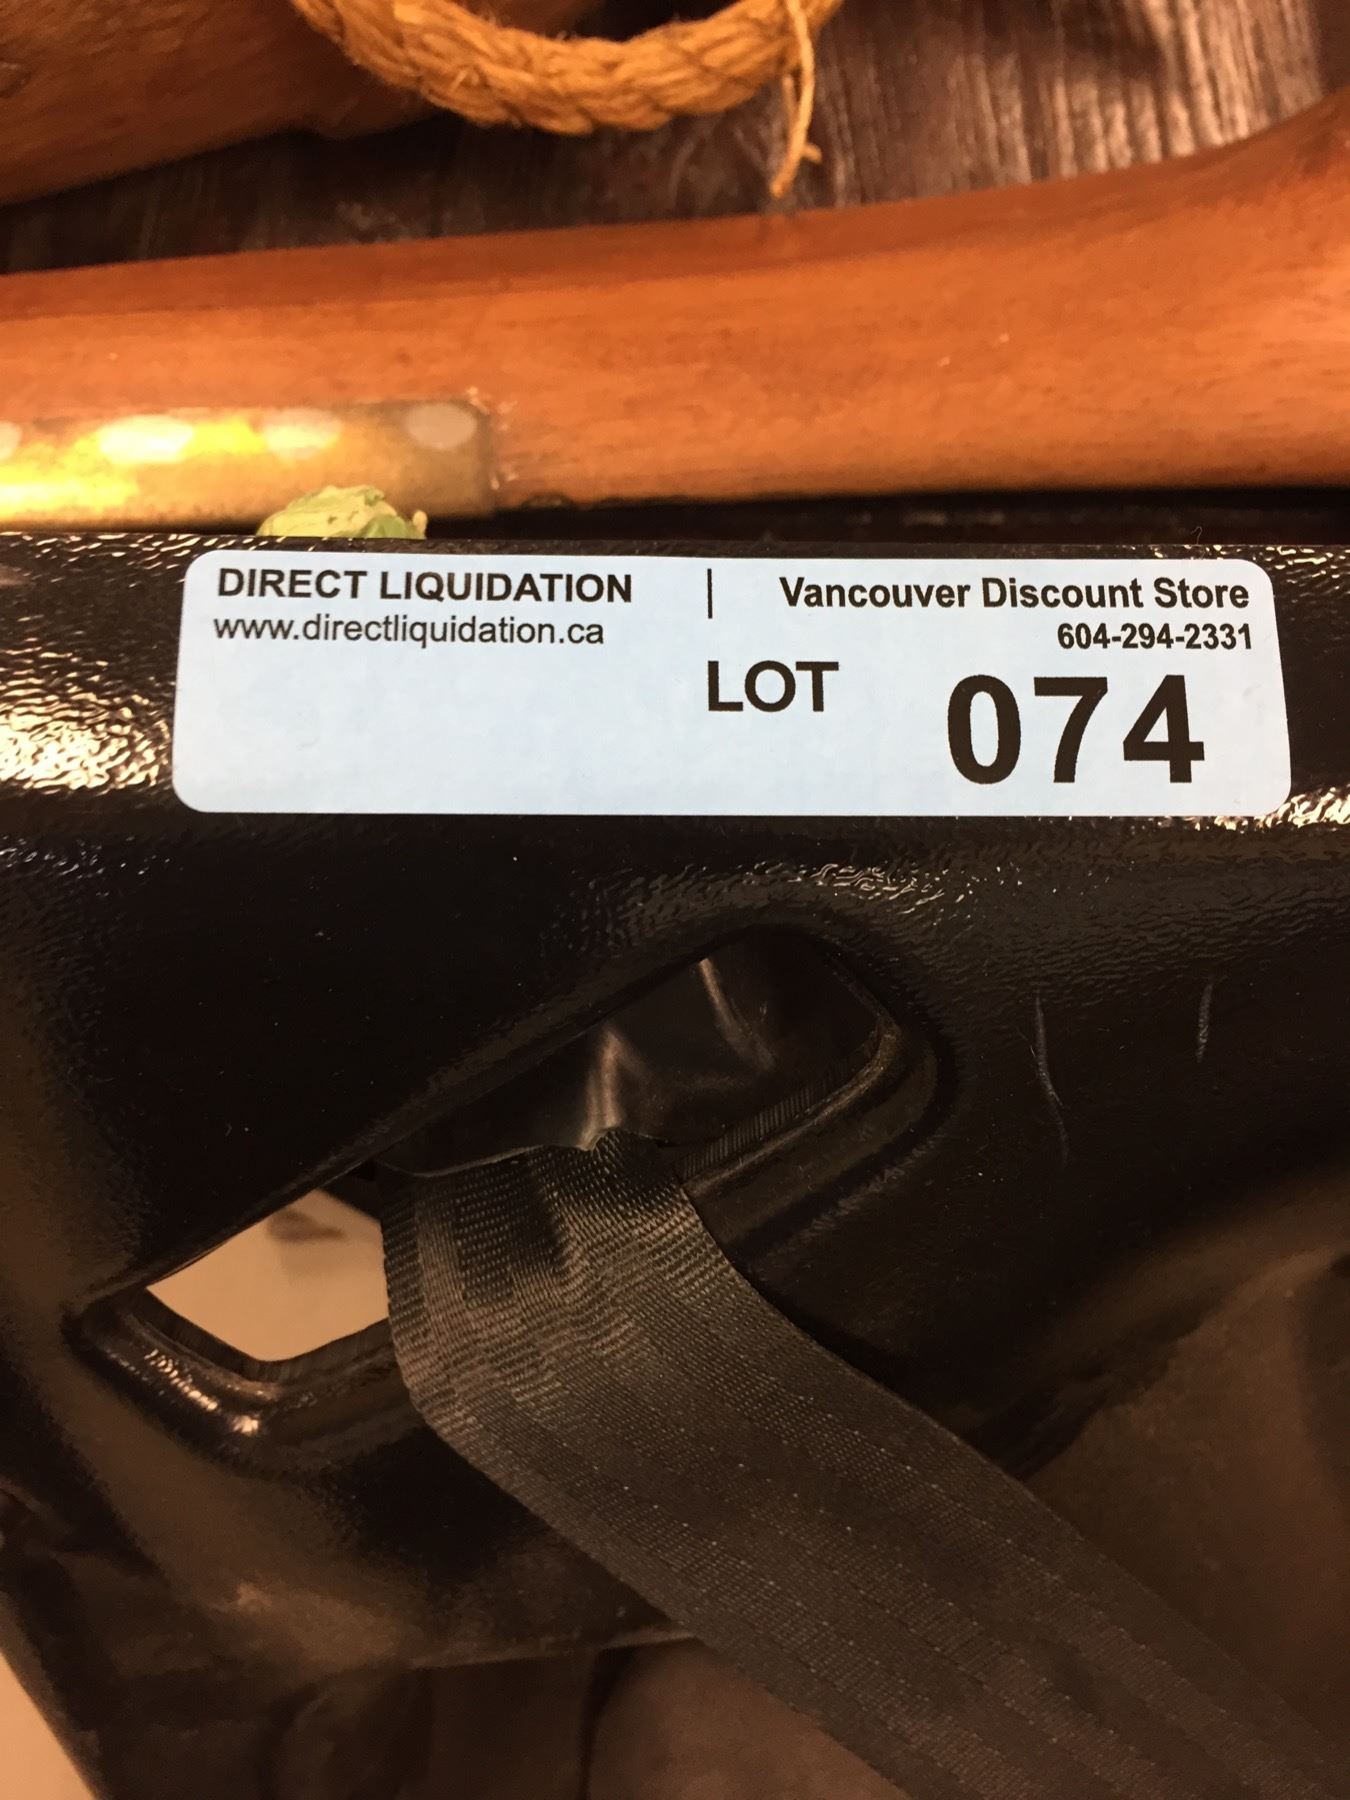 DIRECT LIQUIDATION | Vancouver Discount Store
www.directliquidation.ca 604-294-2331
LOT 074